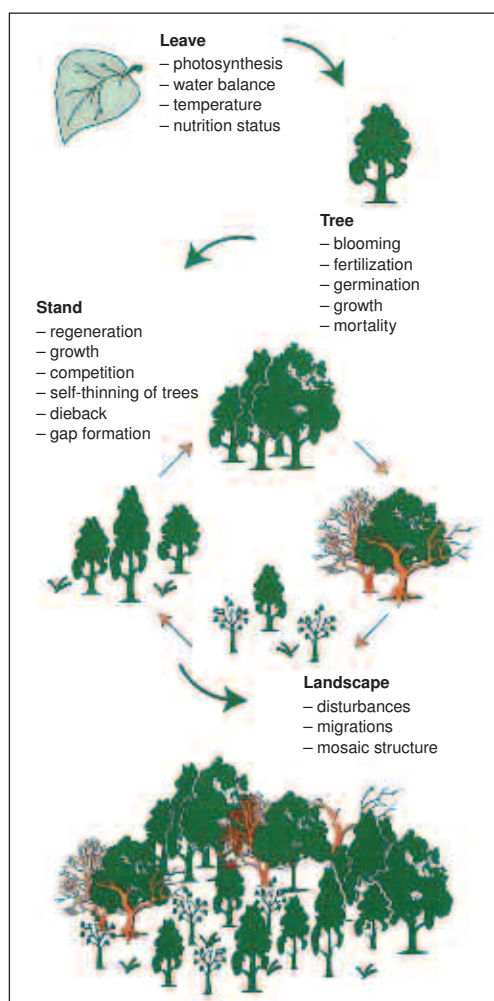 Leave
– photosynthesis
– water balance
– temperature
– nutrition status
Tree
– blooming
– fertilization
– germination
– growth
– mortality
Stand
– regeneration
– growth
– competition
– self-thinning of trees
– dieback
– gap formation
Landscape
– disturbances
– migrations
– mosaic structure